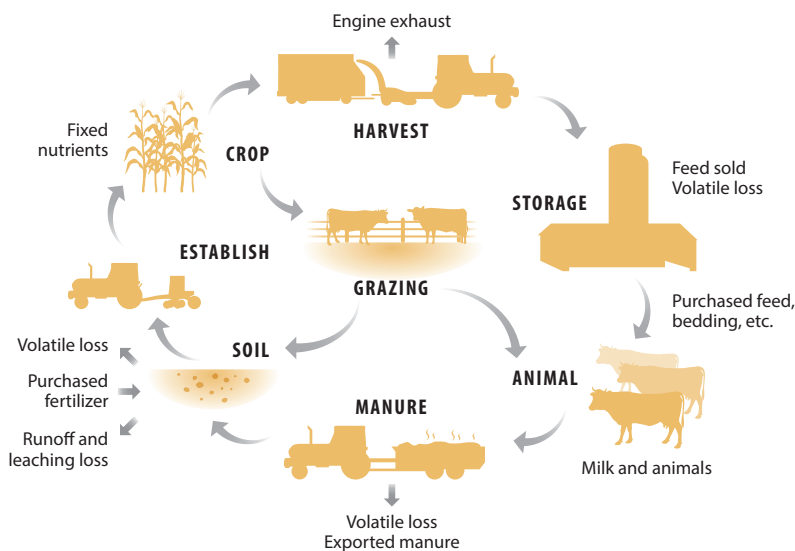 Engine exhaust
HARVEST
Fixed
nutrients
CROP
Feed sold
Volatile loss
STORAGE
ESTABLISH
GRAZING
Purchased feed,
bedding, etc.
Volatile loss
SOIL
Purchased
fertilizer
ANIMAL
MANURE
Runoff and
leaching loss
Milk and animals
Volatile loss
Exported manure